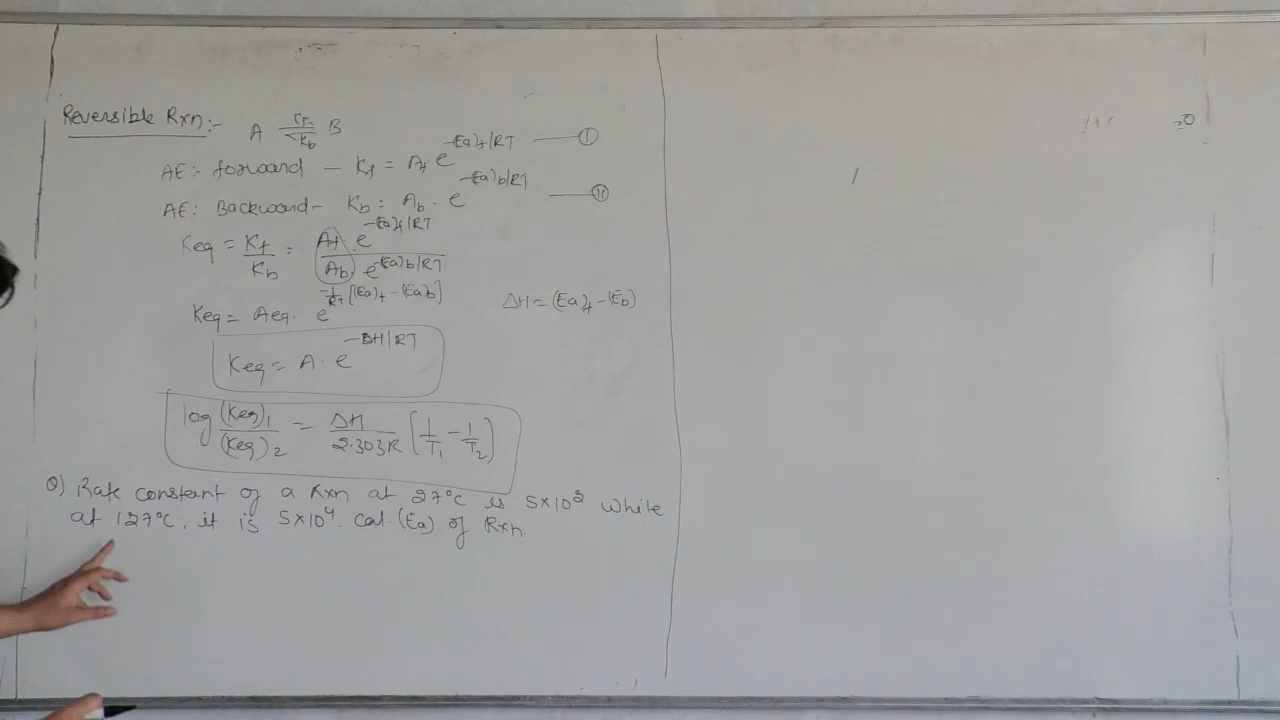 Reversible Rxn:-
A ⇌ B
Kb
AE:- forward – Kf = Af e^-(Ea)f/RT —— (I)
AE: Backward- Kb = Ab. e^-(Ea)b/RT —— (II)
Keq = Kf/Kb = Af. e^-(Ea)f/RT / Ab. e^-(Ea)b/RT
Keq = Aeq. e^-1/RT [(Ea)f - (Ea)b]
ΔH = (Ea)f - (Eb)
Keq = A. e^-ΔH/RT
log (Keq)1/(Keq)2 = ΔH/2.303R [1/T1 - 1/T2]
Q) Rate constant of a Rxn at 27°C is 5×10³ while
at 127°C, it is 5×10⁴. cal. (Ea) of Rxn.